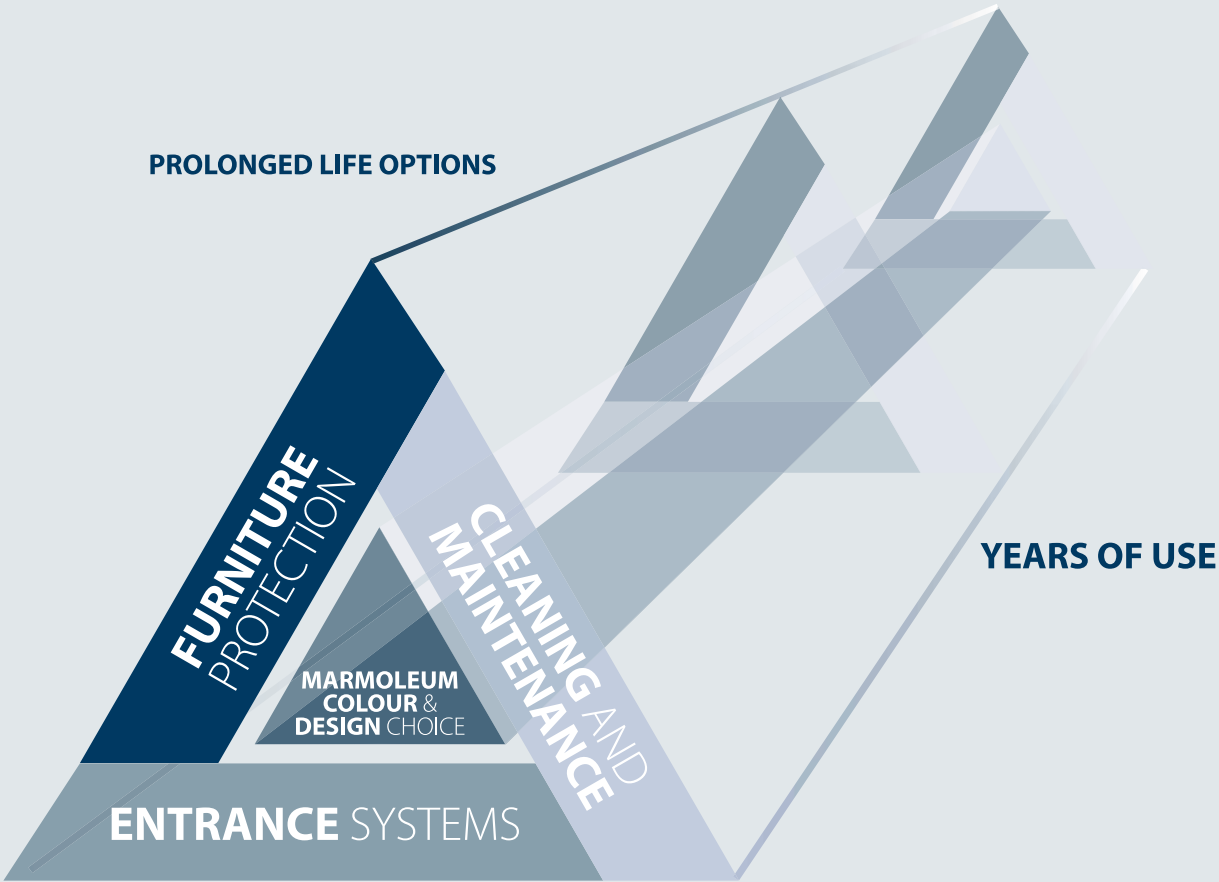 PROLONGED LIFE OPTIONS
FURNITURE
PROTECTION
CLEANING AND
MAINTENANCE
YEARS OF USE
MARMOLEUM
COLOUR &
DESIGN CHOICE
ENTRANCE SYSTEMS